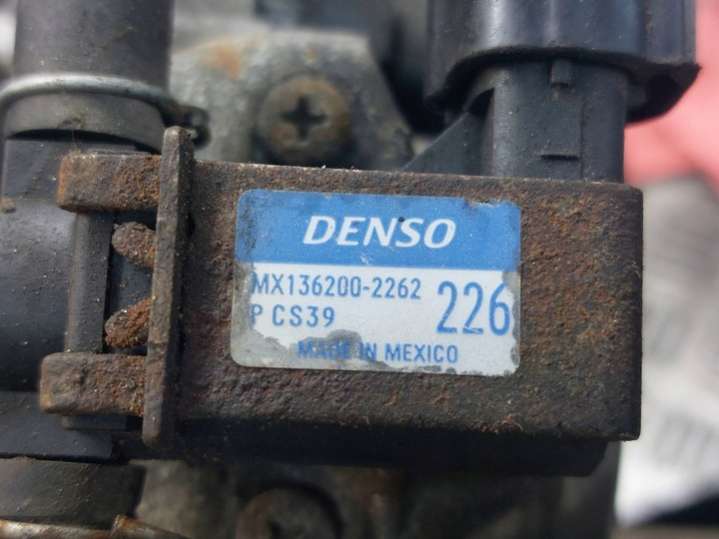 DENSO
MX136200-2262
226
P CS39
MADE IN MEXICO